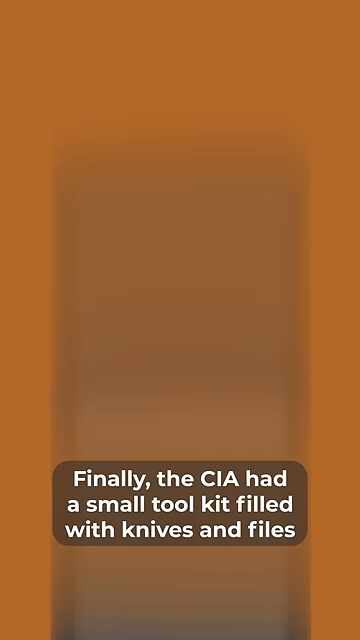 Finally, the CIA had
a small tool kit filled
with knives and files